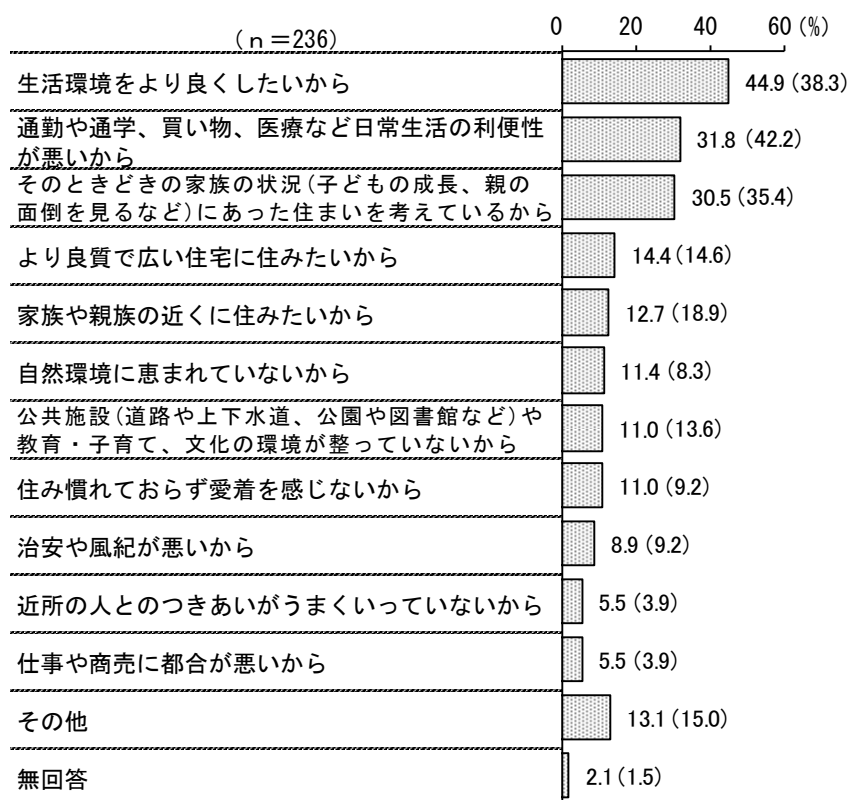 (n=236)
0 20 40 60 (%)
生活環境をより良くしたいから 44.9 (38.3)
通勤や通学、買い物、医療など日常生活の利便性
が悪いから 31.8 (42.2)
そのときどきの家族の状況(子どもの成長、親の
面倒を見るなど)にあった住まいを考えているから 30.5 (35.4)
より良質で広い住宅に住みたいから 14.4 (14.6)
家族や親族の近くに住みたいから 12.7 (18.9)
自然環境に恵まれていないから 11.4 (8.3)
公共施設(道路や上下水道、公園や図書館など)や
教育・子育て、文化の環境が整っていないから 11.0 (13.6)
住み慣れておらず愛着を感じないから 11.0 (9.2)
治安や風紀が悪いから 8.9 (9.2)
近所の人とのつきあいがうまくいっていないから 5.5 (3.9)
仕事や商売に都合が悪いから 5.5 (3.9)
その他 13.1 (15.0)
無回答 2.1 (1.5)